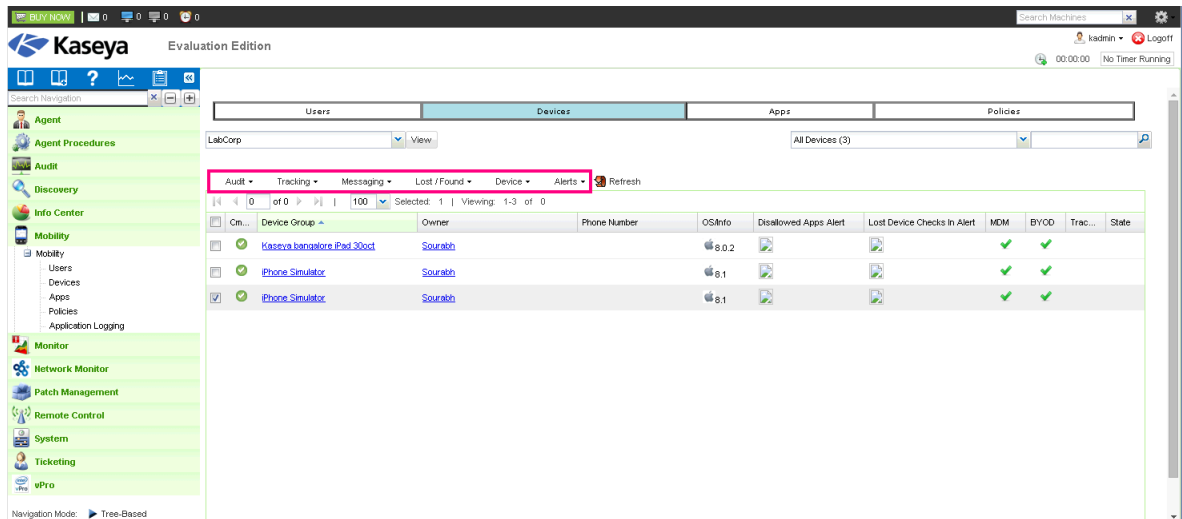 BUY NOW | 0 0 0 0 Search Machines
Kaseya Evaluation Edition kadmin Logoff
00:00:00 No Timer Running
Search Navigation
Users Devices Apps Policies
LabCorp View All Devices (3)
Audit Tracking Messaging Lost / Found Device Alerts Refresh
0 of 0 | 100 Selected: 1 | Viewing: 1-3 of 0
Cm... Device Group Owner Phone Number OS/Info Disallowed Apps Alert Lost Device Checks In Alert MDM BYOD Trac... State
Kaseya bangalore iPad 30oct Sourabh 8.0.2
iPhone Simulator Sourabh 8.1
iPhone Simulator Sourabh 8.1
Agent
Agent Procedures
Audit
Discovery
Info Center
Mobility
Mobility
Users
Devices
Apps
Policies
Application Logging
Monitor
Network Monitor
Patch Management
Remote Control
System
Ticketing
vPro
Navigation Mode: Tree-Based